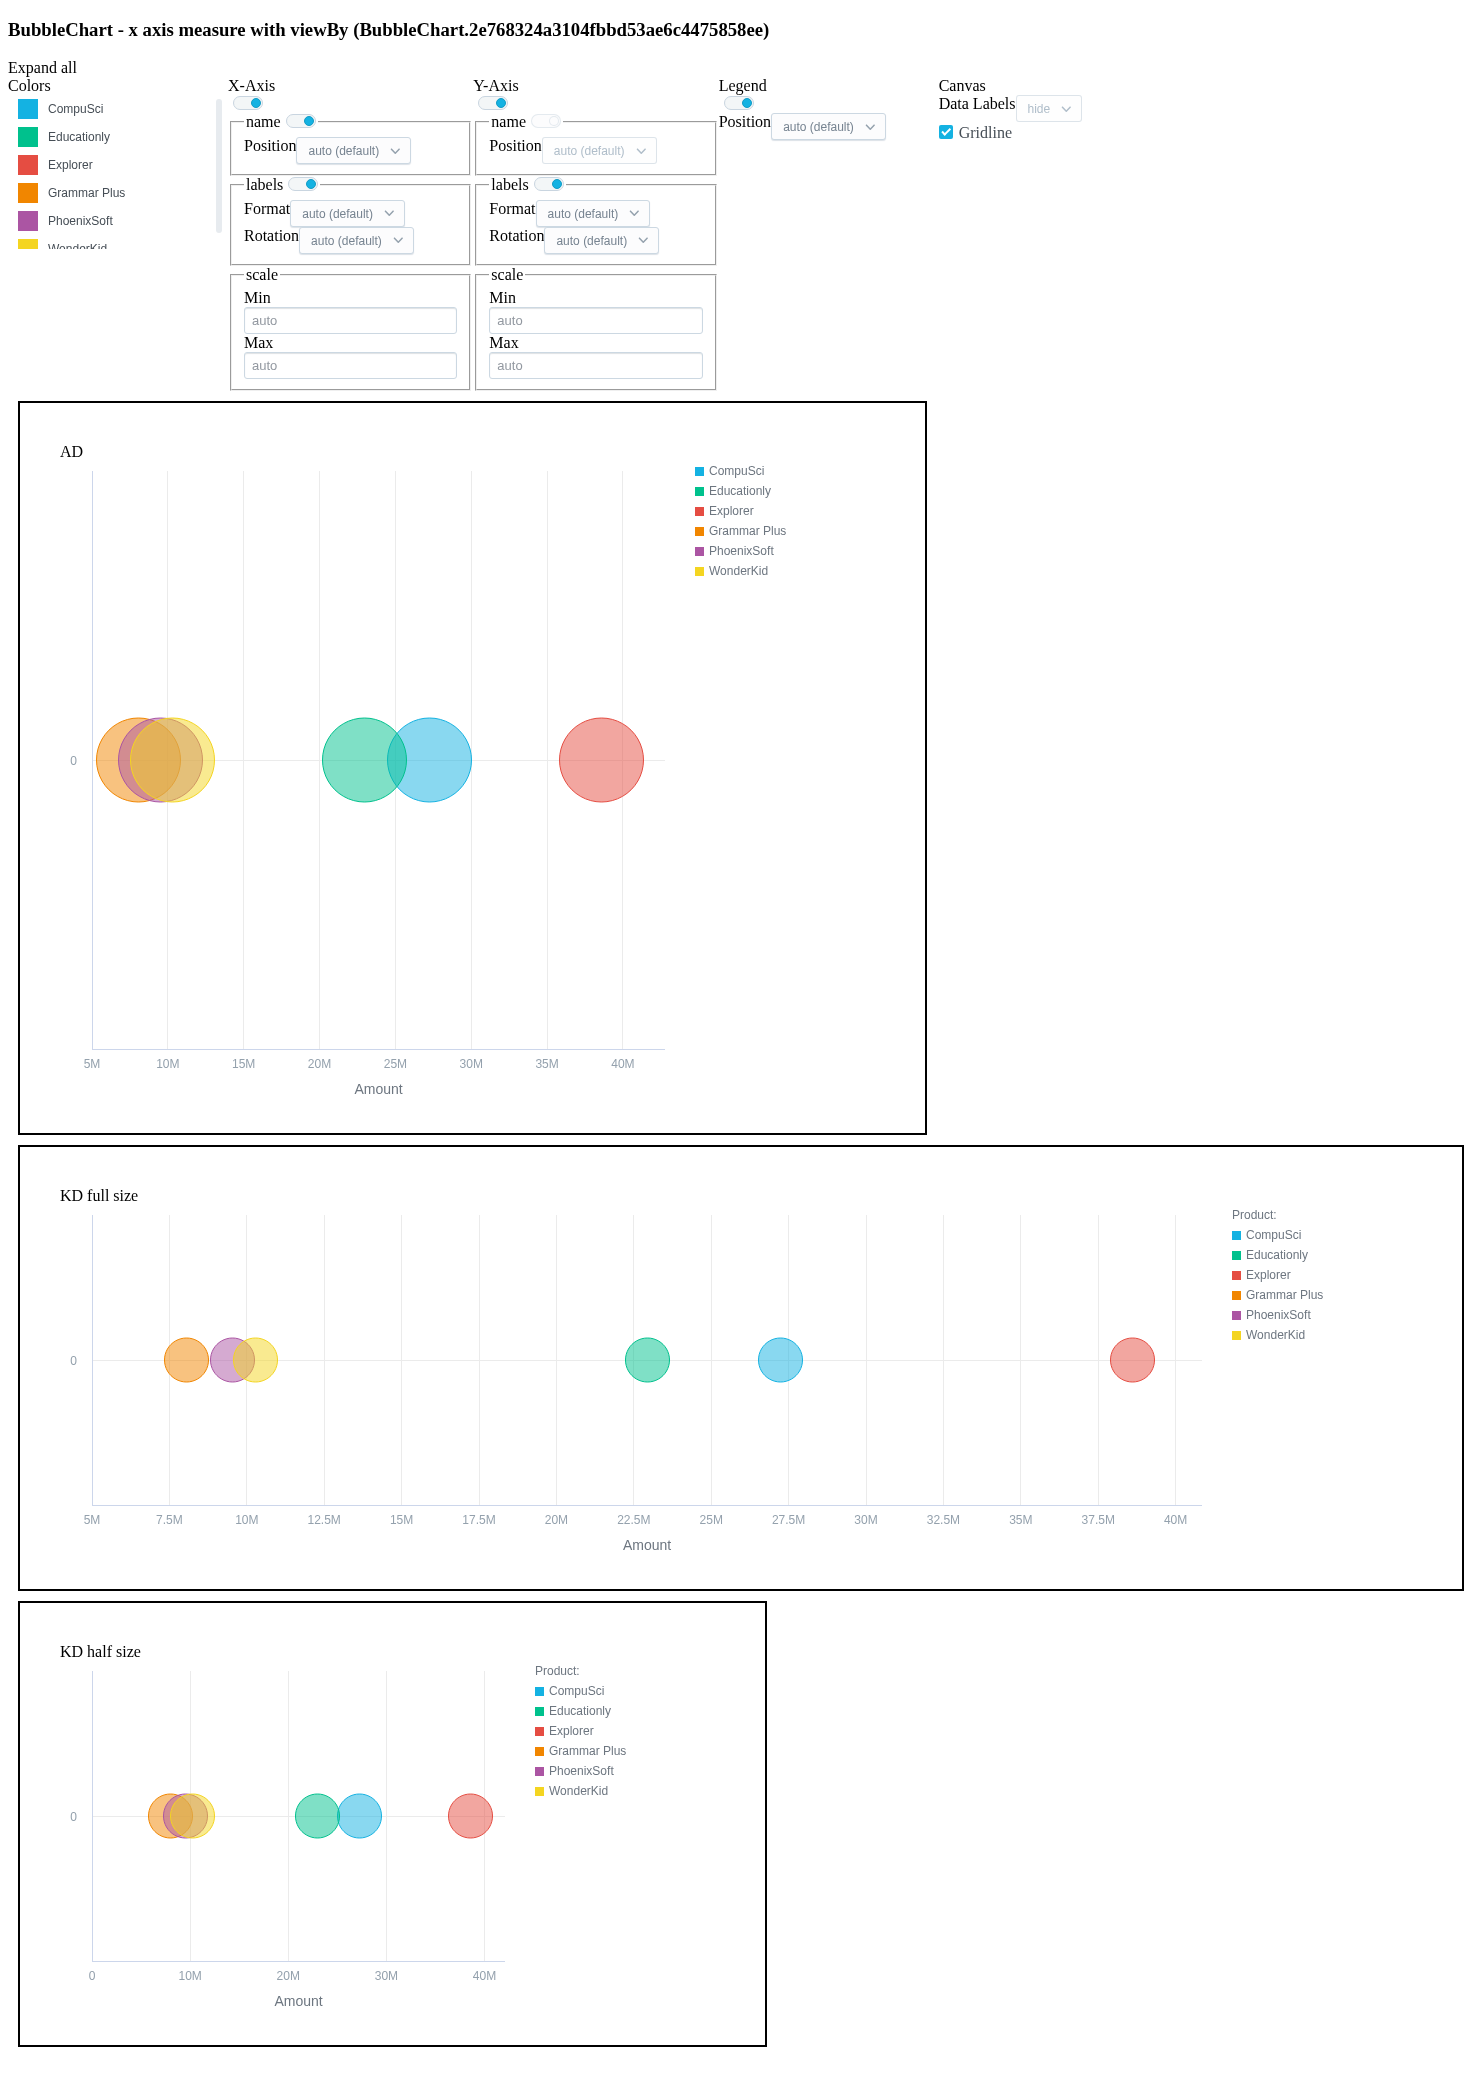 BubbleChart - x axis measure with viewBy (BubbleChart.2e768324a3104fbbd53ae6c4475858ee)
Expand all
Colors
CompuSci
Educationly
Explorer
Grammar Plus
PhoenixSoft
WonderKid
X-Axis
name
Position auto (default)
labels
Format auto (default)
Rotation auto (default)
scale
Min
auto
Max
auto
Y-Axis
name
Position auto (default)
labels
Format auto (default)
Rotation auto (default)
scale
Min
auto
Max
auto
Legend
Position auto (default)
Canvas
Data Labels hide
Gridline
AD
0
5M 10M 15M 20M 25M 30M 35M 40M
Amount
CompuSci
Educationly
Explorer
Grammar Plus
PhoenixSoft
WonderKid
KD full size
0
5M 7.5M 10M 12.5M 15M 17.5M 20M 22.5M 25M 27.5M 30M 32.5M 35M 37.5M 40M
Amount
Product:
CompuSci
Educationly
Explorer
Grammar Plus
PhoenixSoft
WonderKid
KD half size
0
0 10M 20M 30M 40M
Amount
Product:
CompuSci
Educationly
Explorer
Grammar Plus
PhoenixSoft
WonderKid